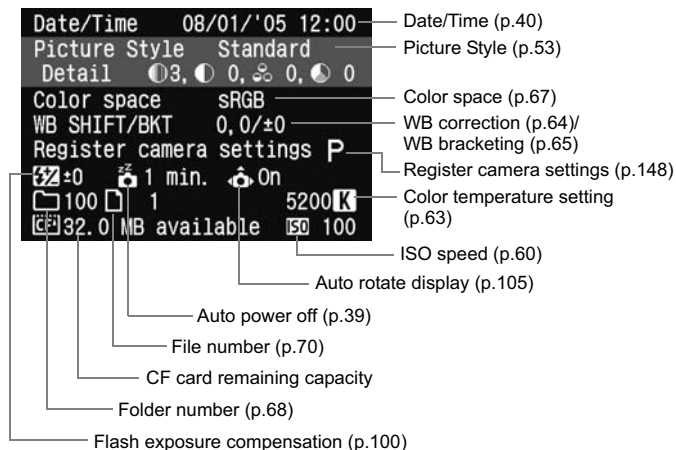 Date/Time 08/01/'05 12:00
Date/Time (p.40)
Picture Style Standard
Picture Style (p.53)
Detail 3, 0, 0, 0
Color space sRGB
Color space (p.67)
WB SHIFT/BKT 0,0/±0
WB correction (p.64)/
WB bracketing (p.65)
Register camera settings P
Register camera settings (p.148)
±0 zz 1 min. On
100 1 5200 K
Color temperature setting
(p.63)
CF 32.0 MB available ISO 100
ISO speed (p.60)
Auto rotate display (p.105)
Auto power off (p.39)
File number (p.70)
CF card remaining capacity
Folder number (p.68)
Flash exposure compensation (p.100)